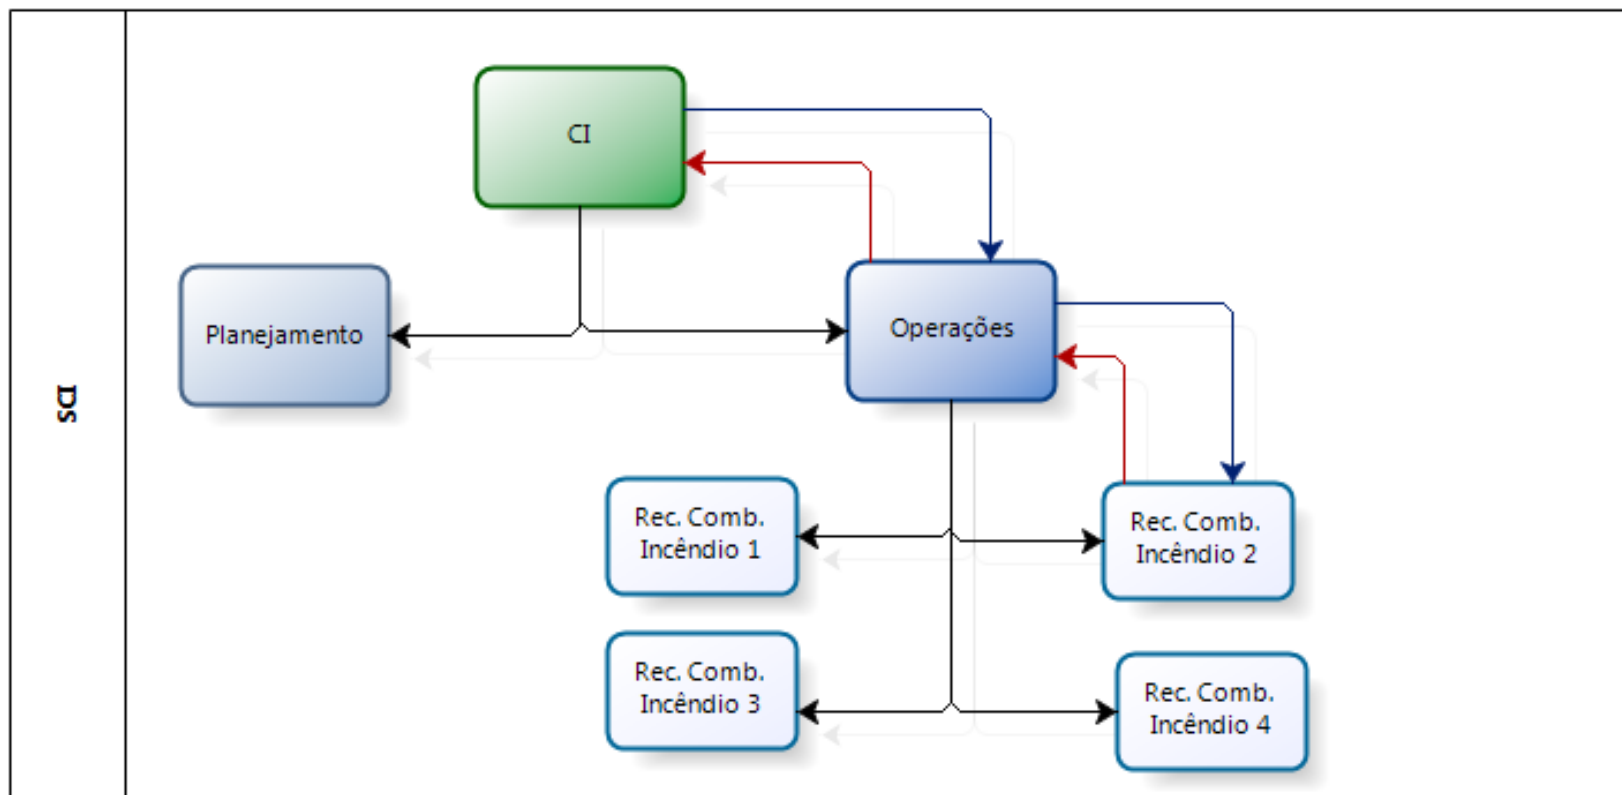 CI
Planejamento
Operações
SCI
Rec. Comb.
Incêndio 1
Rec. Comb.
Incêndio 2
Rec. Comb.
Incêndio 3
Rec. Comb.
Incêndio 4